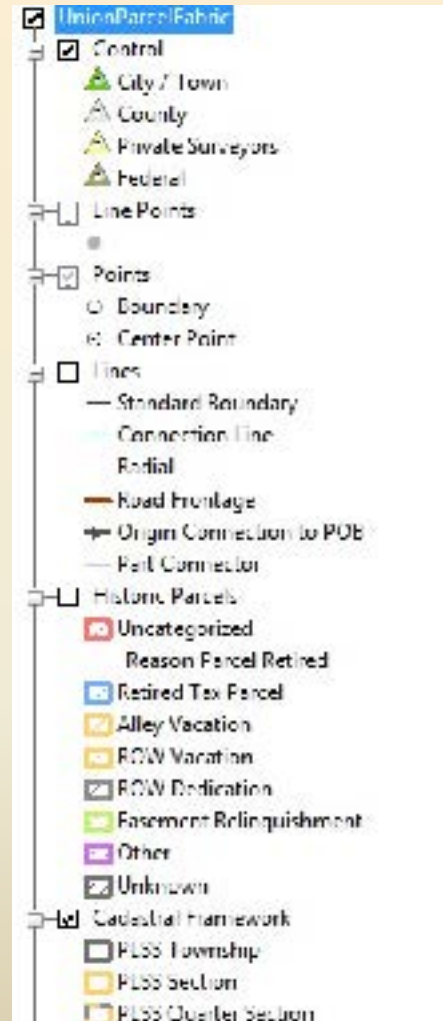 UnionParcelFabric
Control
City / Town
County
Private Surveyors
Federal
Line Points
Points
Boundary
Center Point
Lines
Standard Boundary
Connection Line
Radial
Road Frontage
Origin Connection to POB
Part Connector
Historic Parcels
Uncategorized
Reason Parcel Retired
Retired Tax Parcel
Alley Vacation
ROW Vacation
ROW Dedication
Easement Relinquishment
Other
Unknown
Cadastral Framework
PLSS Township
PLSS Section
PLSS Quarter Section